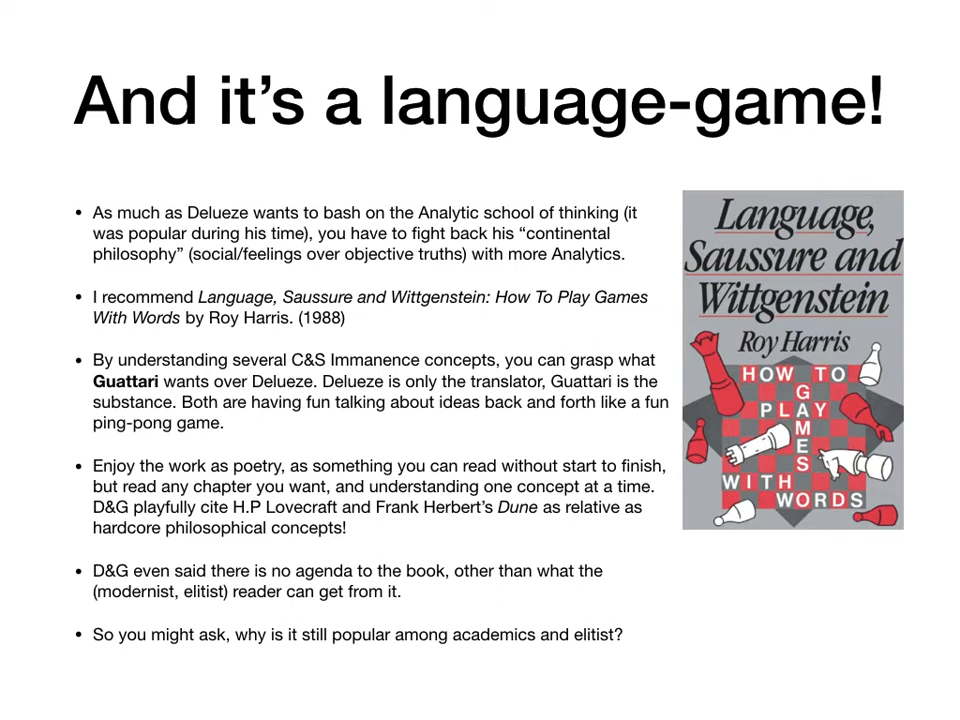 And it's a language-game!
• As much as Delueze wants to bash on the Analytic school of thinking (it
was popular during his time), you have to fight back his “continental
philosophy” (social/feelings over objective truths) with more Analytics.
• I recommend Language, Saussure and Wittgenstein: How To Play Games
With Words by Roy Harris. (1988)
• By understanding several C&S Immanence concepts, you can grasp what
Guattari wants over Delueze. Delueze is only the translator, Guattari is the
substance. Both are having fun talking about ideas back and forth like a fun
ping-pong game.
• Enjoy the work as poetry, as something you can read without start to finish,
but read any chapter you want, and understanding one concept at a time.
D&G playfully cite H.P Lovecraft and Frank Herbert’s Dune as relative as
hardcore philosophical concepts!
• D&G even said there is no agenda to the book, other than what the
(modernist, elitist) reader can get from it.
• So you might ask, why is it still popular among academics and elitist?
Language,
Saussure and
Wittgenstein
Roy Harris
HOW TO
PLAY
GAMES
WITH
WORDS